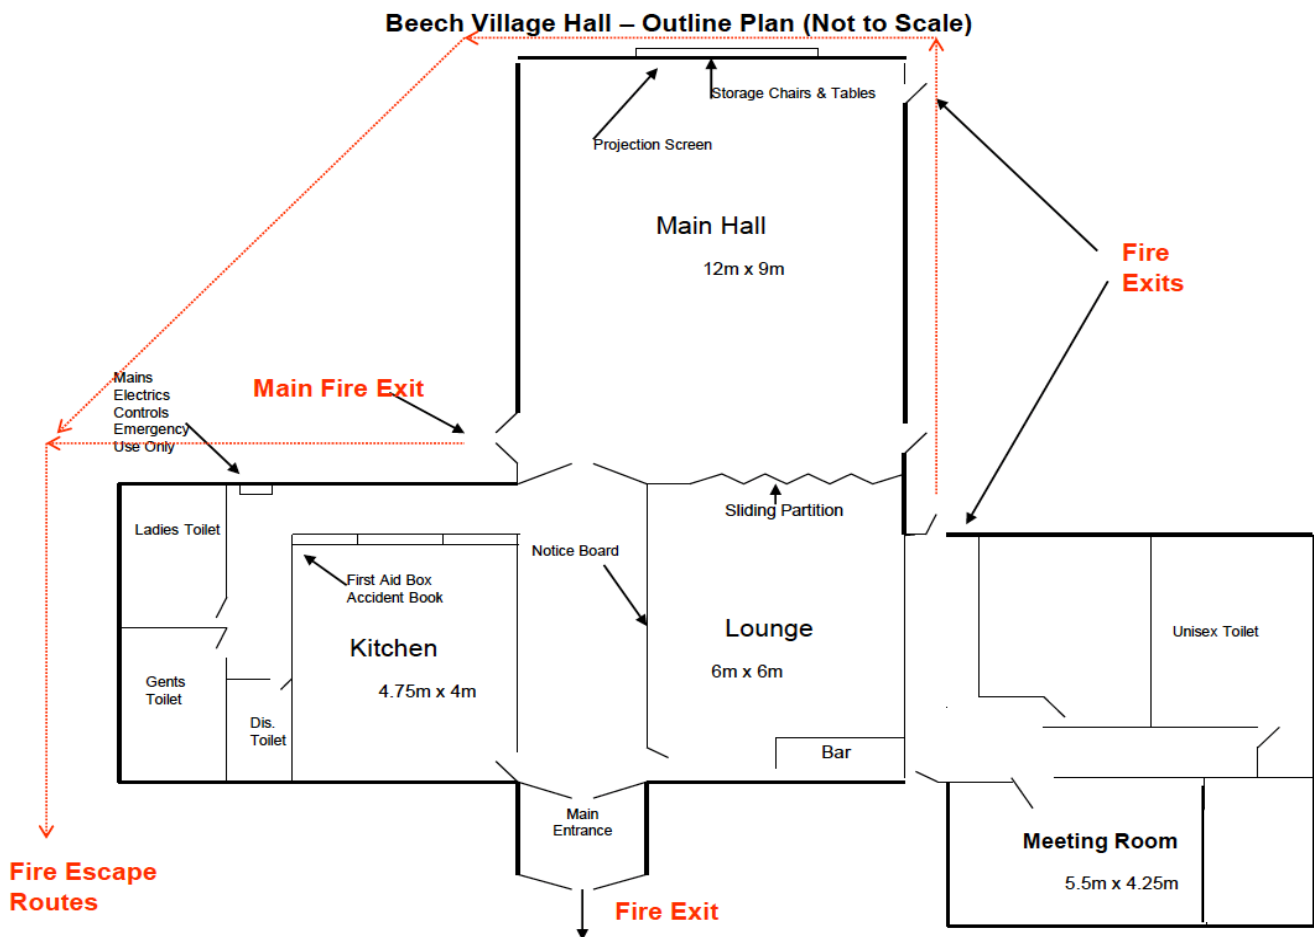 Beech Village Hall – Outline Plan (Not to Scale)
Storage Chairs & Tables
Projection Screen
Main Hall
12m x 9m
Fire
Exits
Mains
Electrics
Controls
Emergency
Use Only
Main Fire Exit
Ladies Toilet
Sliding Partition
Notice Board
First Aid Box
Accident Book
Lounge
6m x 6m
Unisex Toilet
Kitchen
4.75m x 4m
Gents
Toilet
Dis.
Toilet
Bar
Main
Entrance
Meeting Room
5.5m x 4.25m
Fire Escape
Routes
Fire Exit